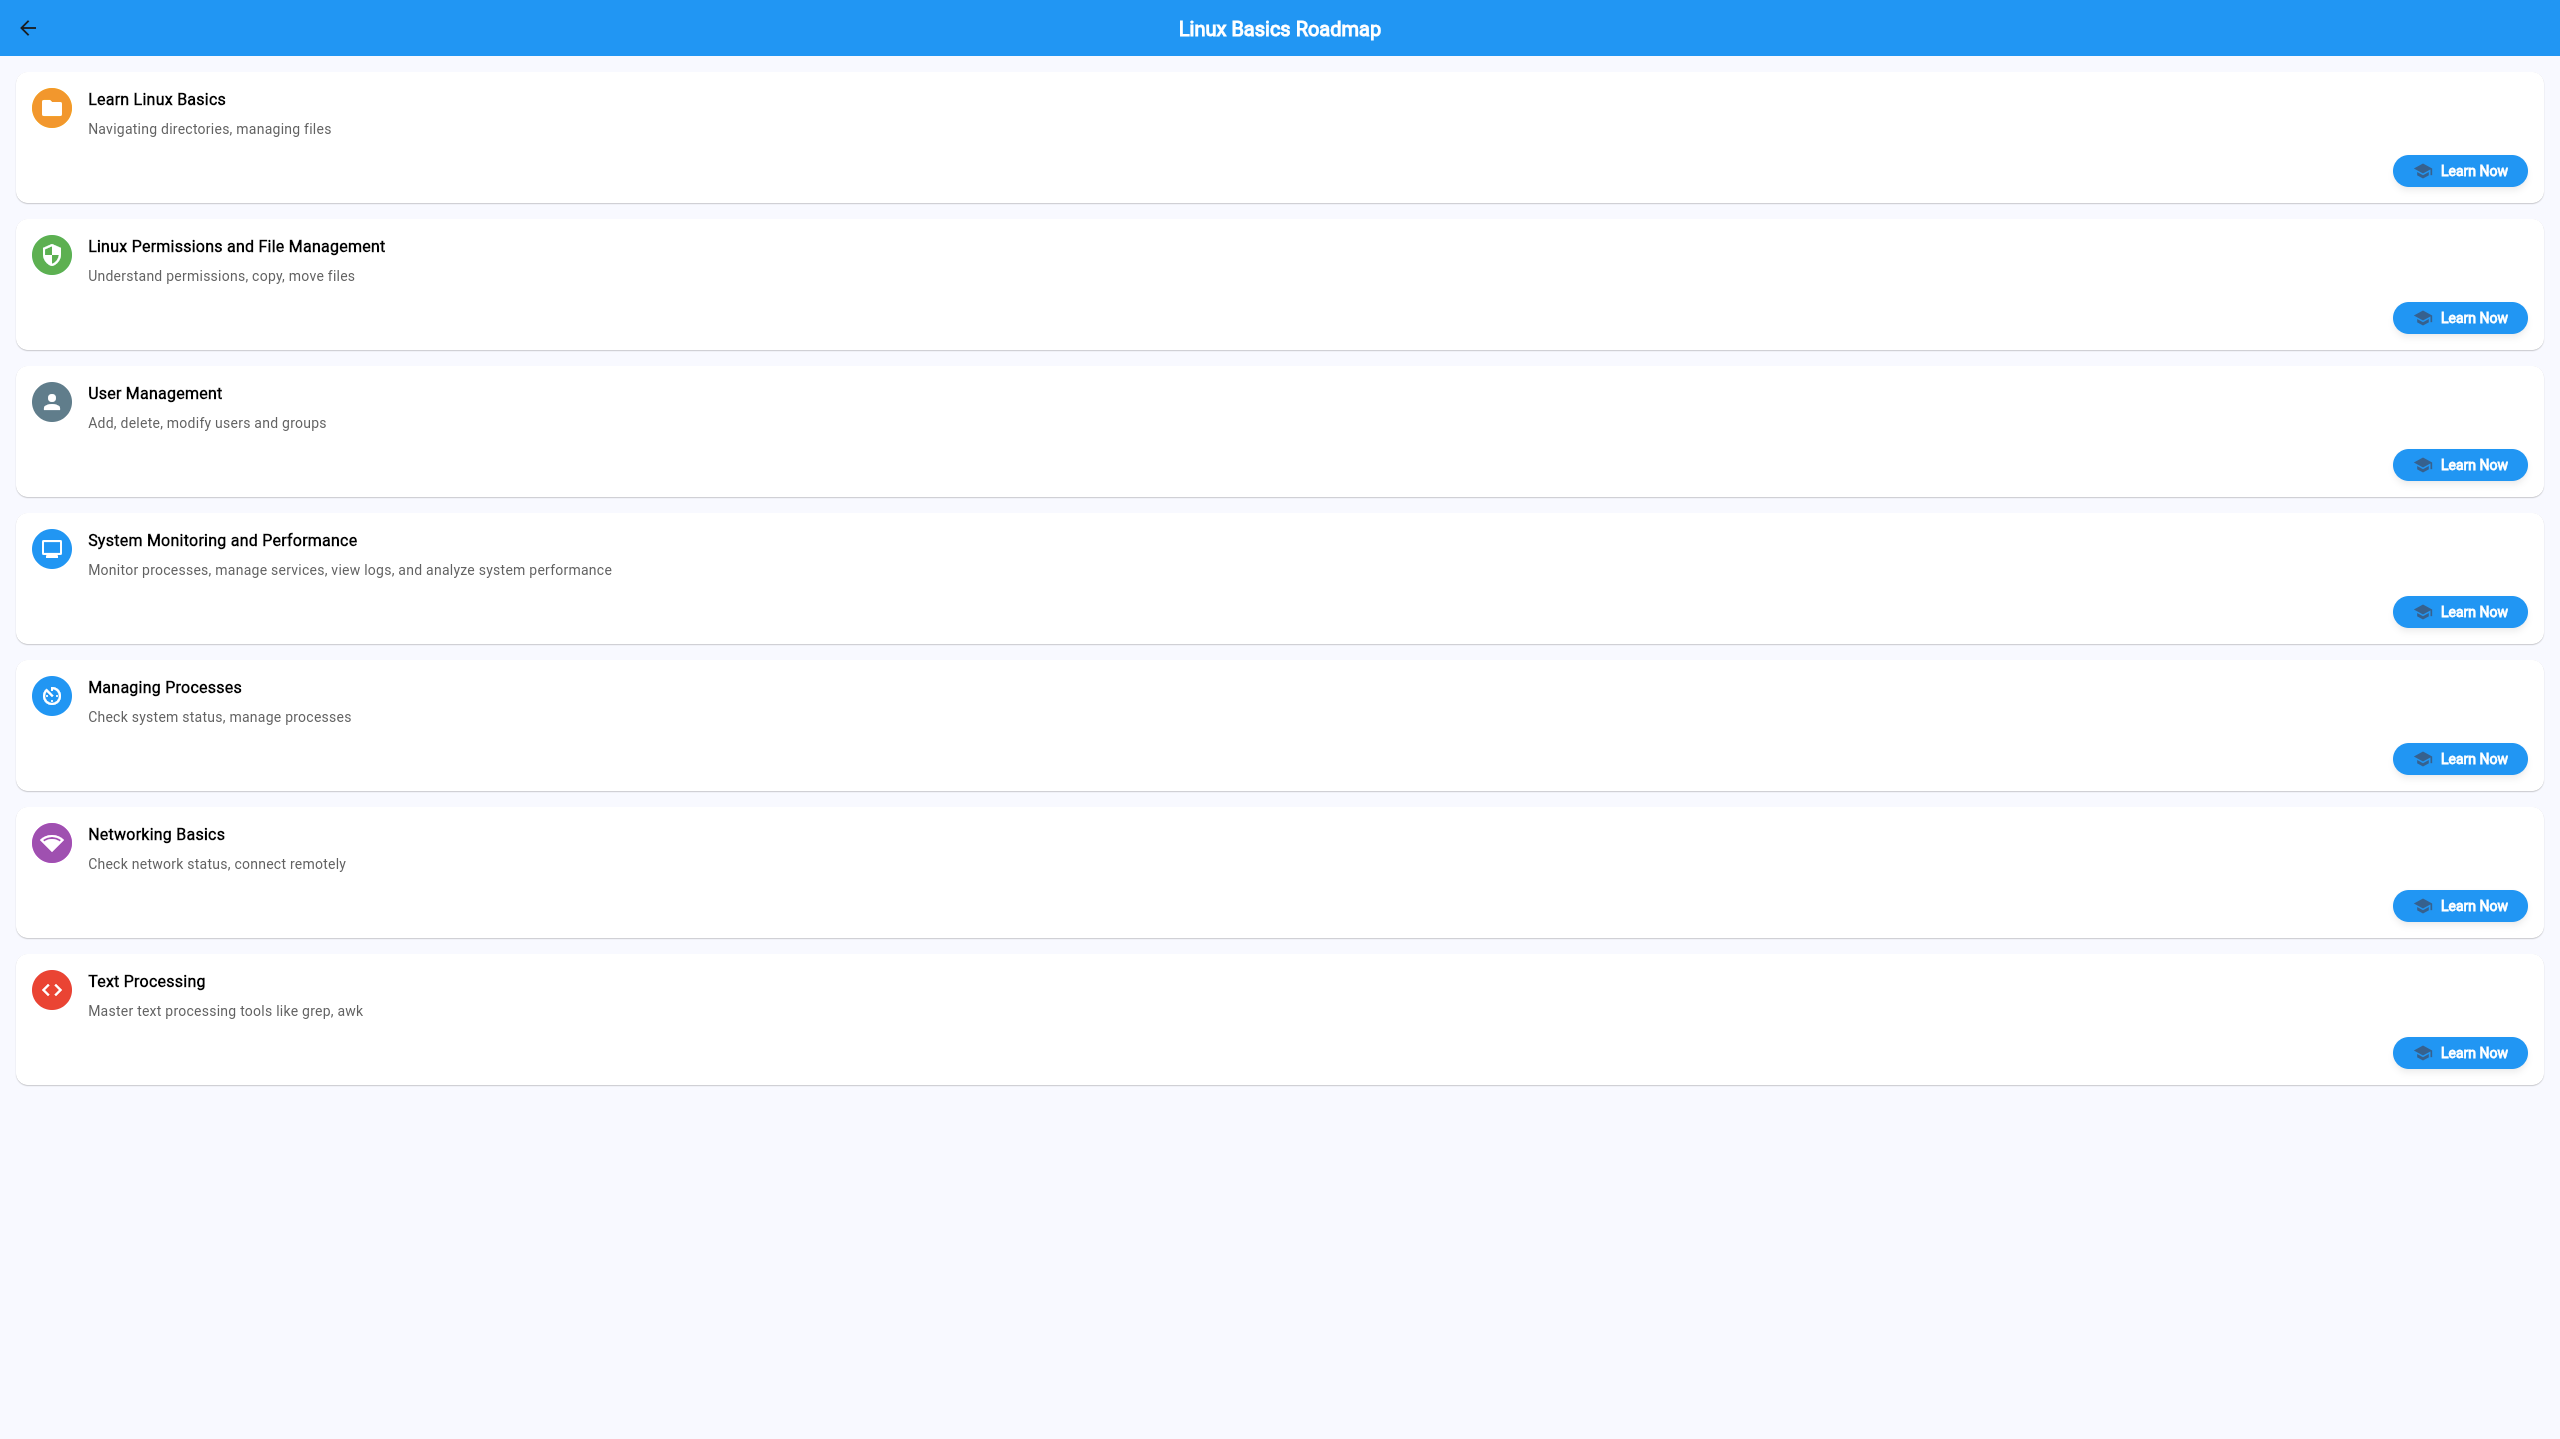 Linux Basics Roadmap
Learn Linux Basics
Navigating directories, managing files
Learn Now
Linux Permissions and File Management
Understand permissions, copy, move files
Learn Now
User Management
Add, delete, modify users and groups
Learn Now
System Monitoring and Performance
Monitor processes, manage services, view logs, and analyze system performance
Learn Now
Managing Processes
Check system status, manage processes
Learn Now
Networking Basics
Check network status, connect remotely
Learn Now
Text Processing
Master text processing tools like grep, awk
Learn Now